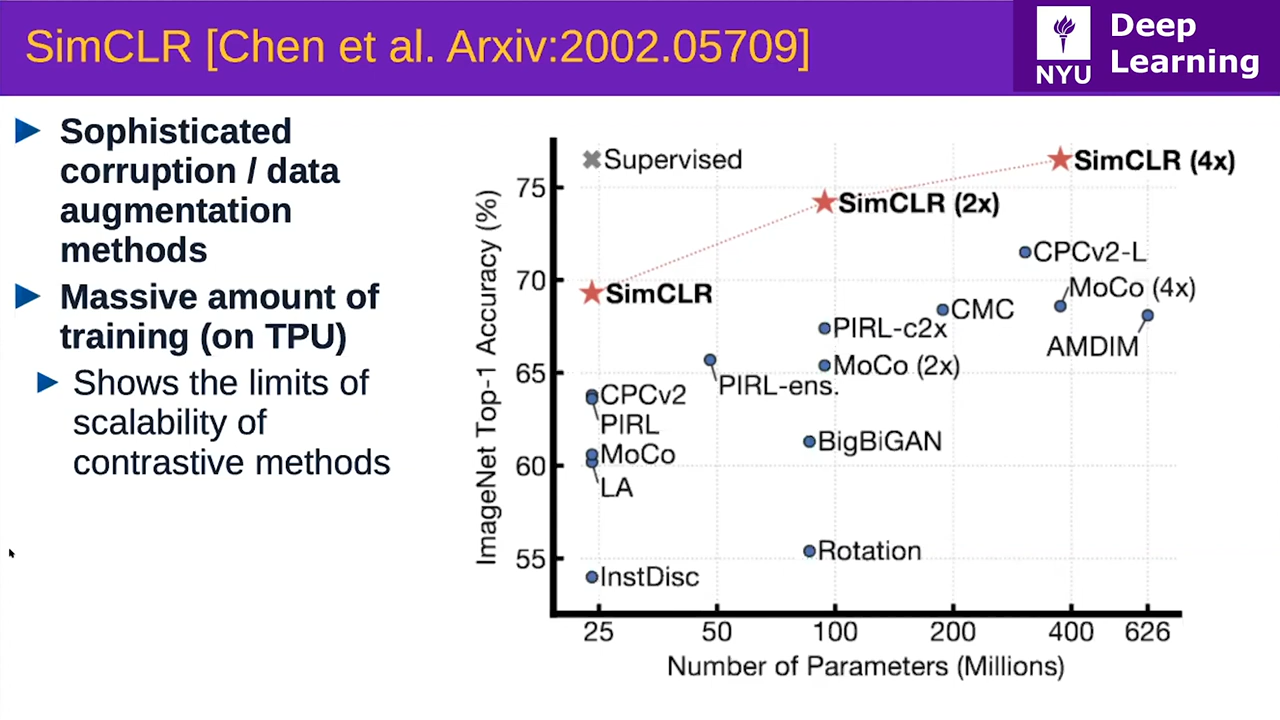 SimCLR [Chen et al. Arxiv:2002.05709]
NYU
Deep
Learning
Sophisticated
corruption / data
augmentation
methods
Massive amount of
training (on TPU)
Shows the limits of
scalability of
contrastive methods
ImageNet Top-1 Accuracy (%)
75
70
65
60
55
Supervised
SimCLR (4x)
SimCLR (2x)
CPCv2-L
MoCo (4x)
SimCLR
CMC
PIRL-c2x
AMDIM
MoCo (2x)
PIRL-ens.
CPCv2
PIRL
BigBiGAN
MoCo
LA
Rotation
InstDisc
25
50
100
200
400
626
Number of Parameters (Millions)